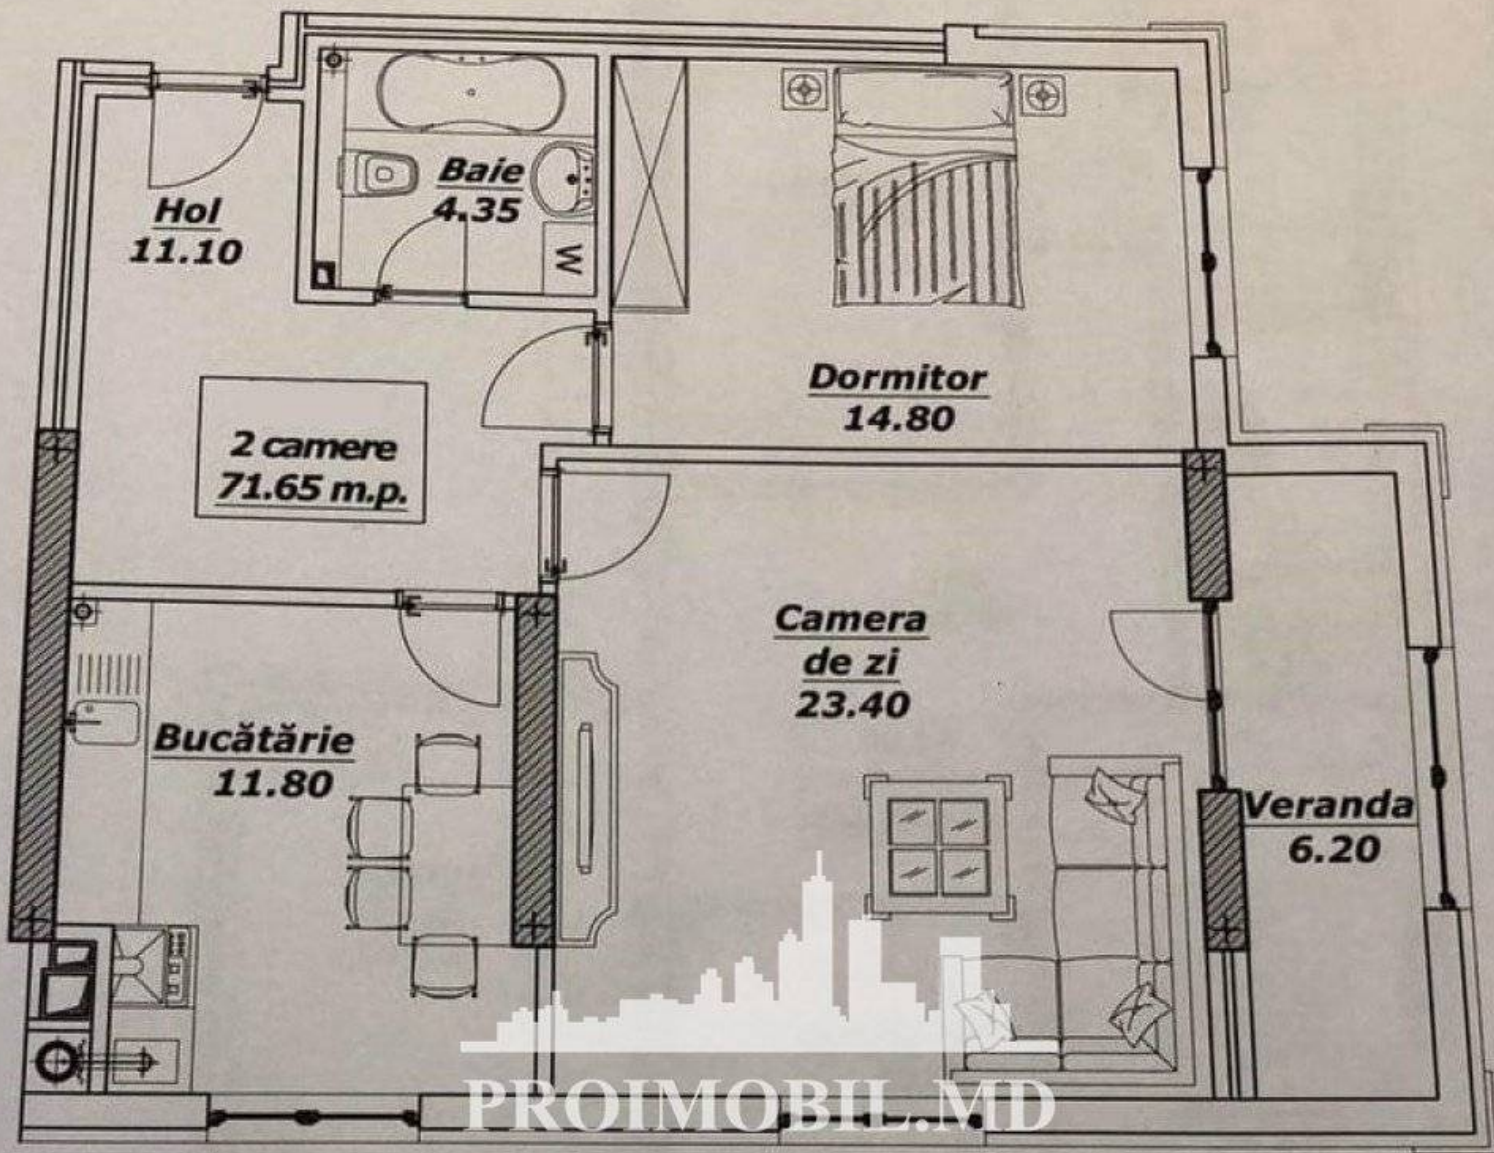 Baie
4.35
Hol
11.10
W
Dormitor
14.80
2 camere
71.65 m.p.
Camera
de zi
23.40
Bucătărie
11.80
Veranda
6.20
PROIMOBIL.MD